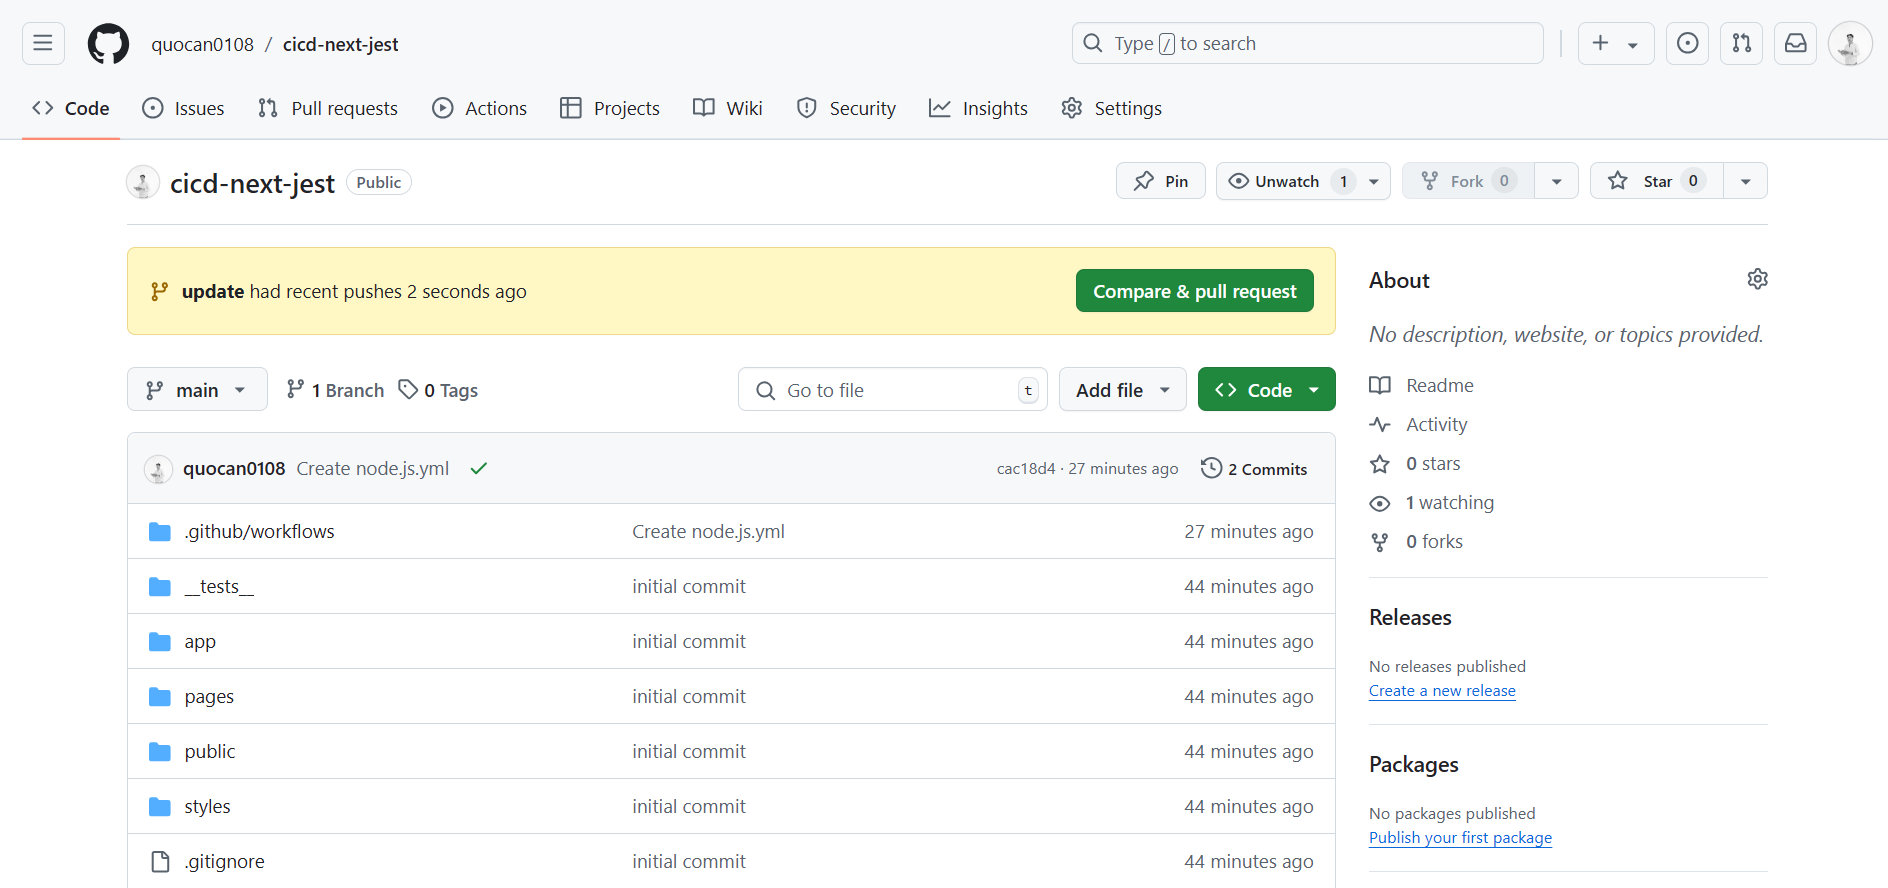 quocan0108 / cicd-next-jest
Type / to search
Code Issues Pull requests Actions Projects Wiki Security Insights Settings
cicd-next-jest Public
Pin Unwatch 1 Fork 0 Star 0
update had recent pushes 2 seconds ago
Compare & pull request
main 1 Branch 0 Tags
Go to file t
Add file
Code
quocan0108 Create node.js.yml cac18d4 · 27 minutes ago 2 Commits
.github/workflows Create node.js.yml 27 minutes ago
__tests__ initial commit 44 minutes ago
app initial commit 44 minutes ago
pages initial commit 44 minutes ago
public initial commit 44 minutes ago
styles initial commit 44 minutes ago
.gitignore initial commit 44 minutes ago
About
No description, website, or topics provided.
Readme
Activity
0 stars
1 watching
0 forks
Releases
No releases published
Create a new release
Packages
No packages published
Publish your first package